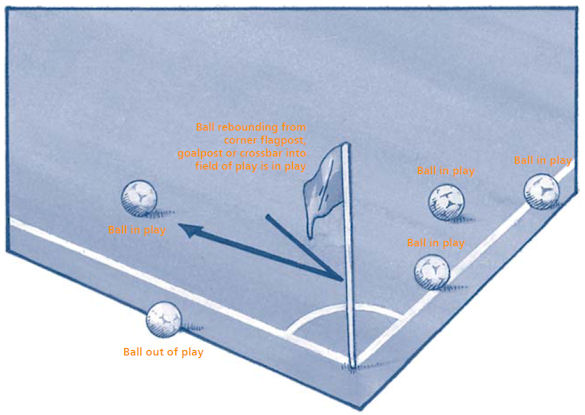 Ball rebounding from
corner flagpost,
goalpost or crossbar into
field of play is in play
Ball in play
Ball in play
Ball in play
Ball in play
Ball out of play